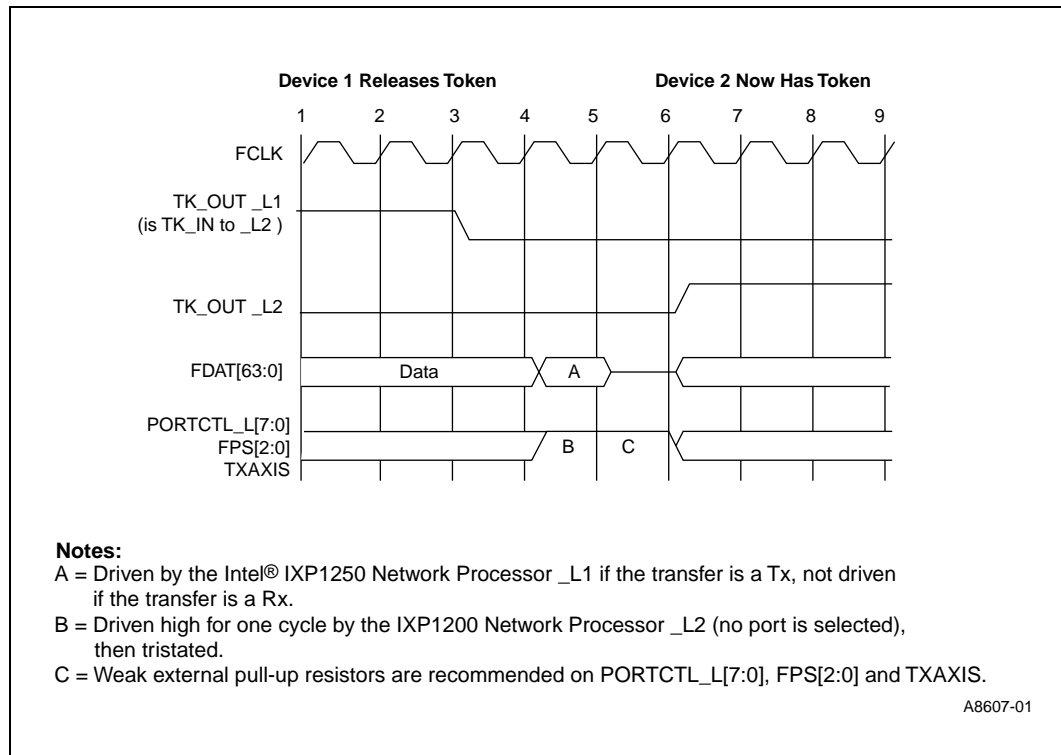 Device 1 Releases Token Device 2 Now Has Token
1 2 3 4 5 6 7 8 9
FCLK
TK_OUT _L1
(is TK_IN to _L2 )
TK_OUT _L2
FDAT[63:0] Data A
PORTCTL_L[7:0]
FPS[2:0] B C
TXAXIS
Notes:
A = Driven by the Intel® IXP1250 Network Processor _L1 if the transfer is a Tx, not driven
if the transfer is a Rx.
B = Driven high for one cycle by the IXP1200 Network Processor _L2 (no port is selected),
then tristated.
C = Weak external pull-up resistors are recommended on PORTCTL_L[7:0], FPS[2:0] and TXAXIS.
A8607-01